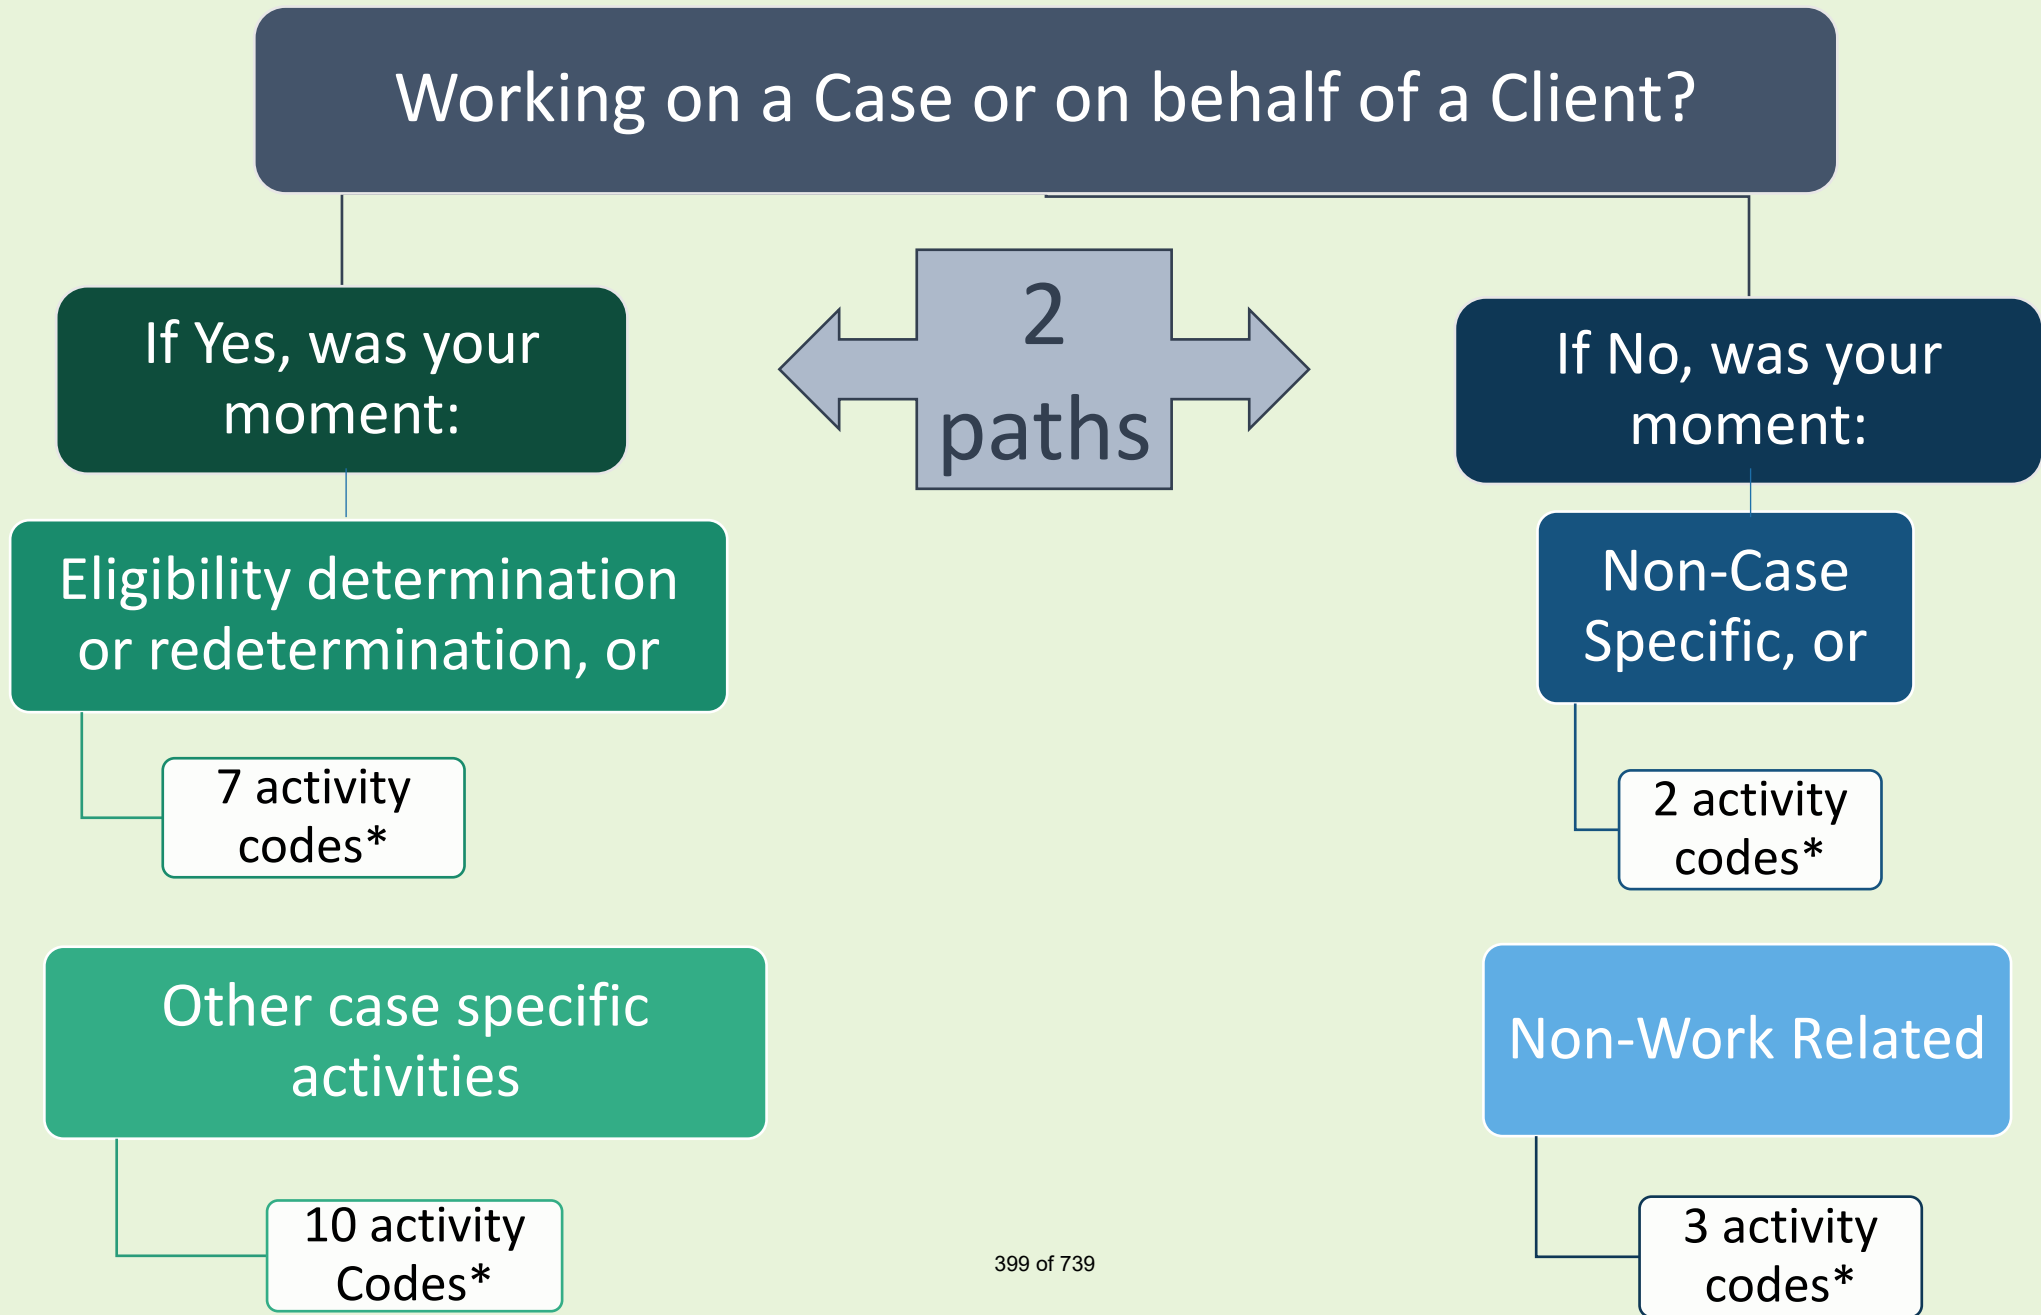 Working on a Case or on behalf of a Client?
If Yes, was your
moment:
Eligibility determination
or redetermination, or
7 activity
codes*
Other case specific
activities
10 activity
Codes*
2
paths
If No, was your
moment:
Non-Case
Specific, or
2 activity
codes*
Non-Work Related
3 activity
codes*
399 of 739